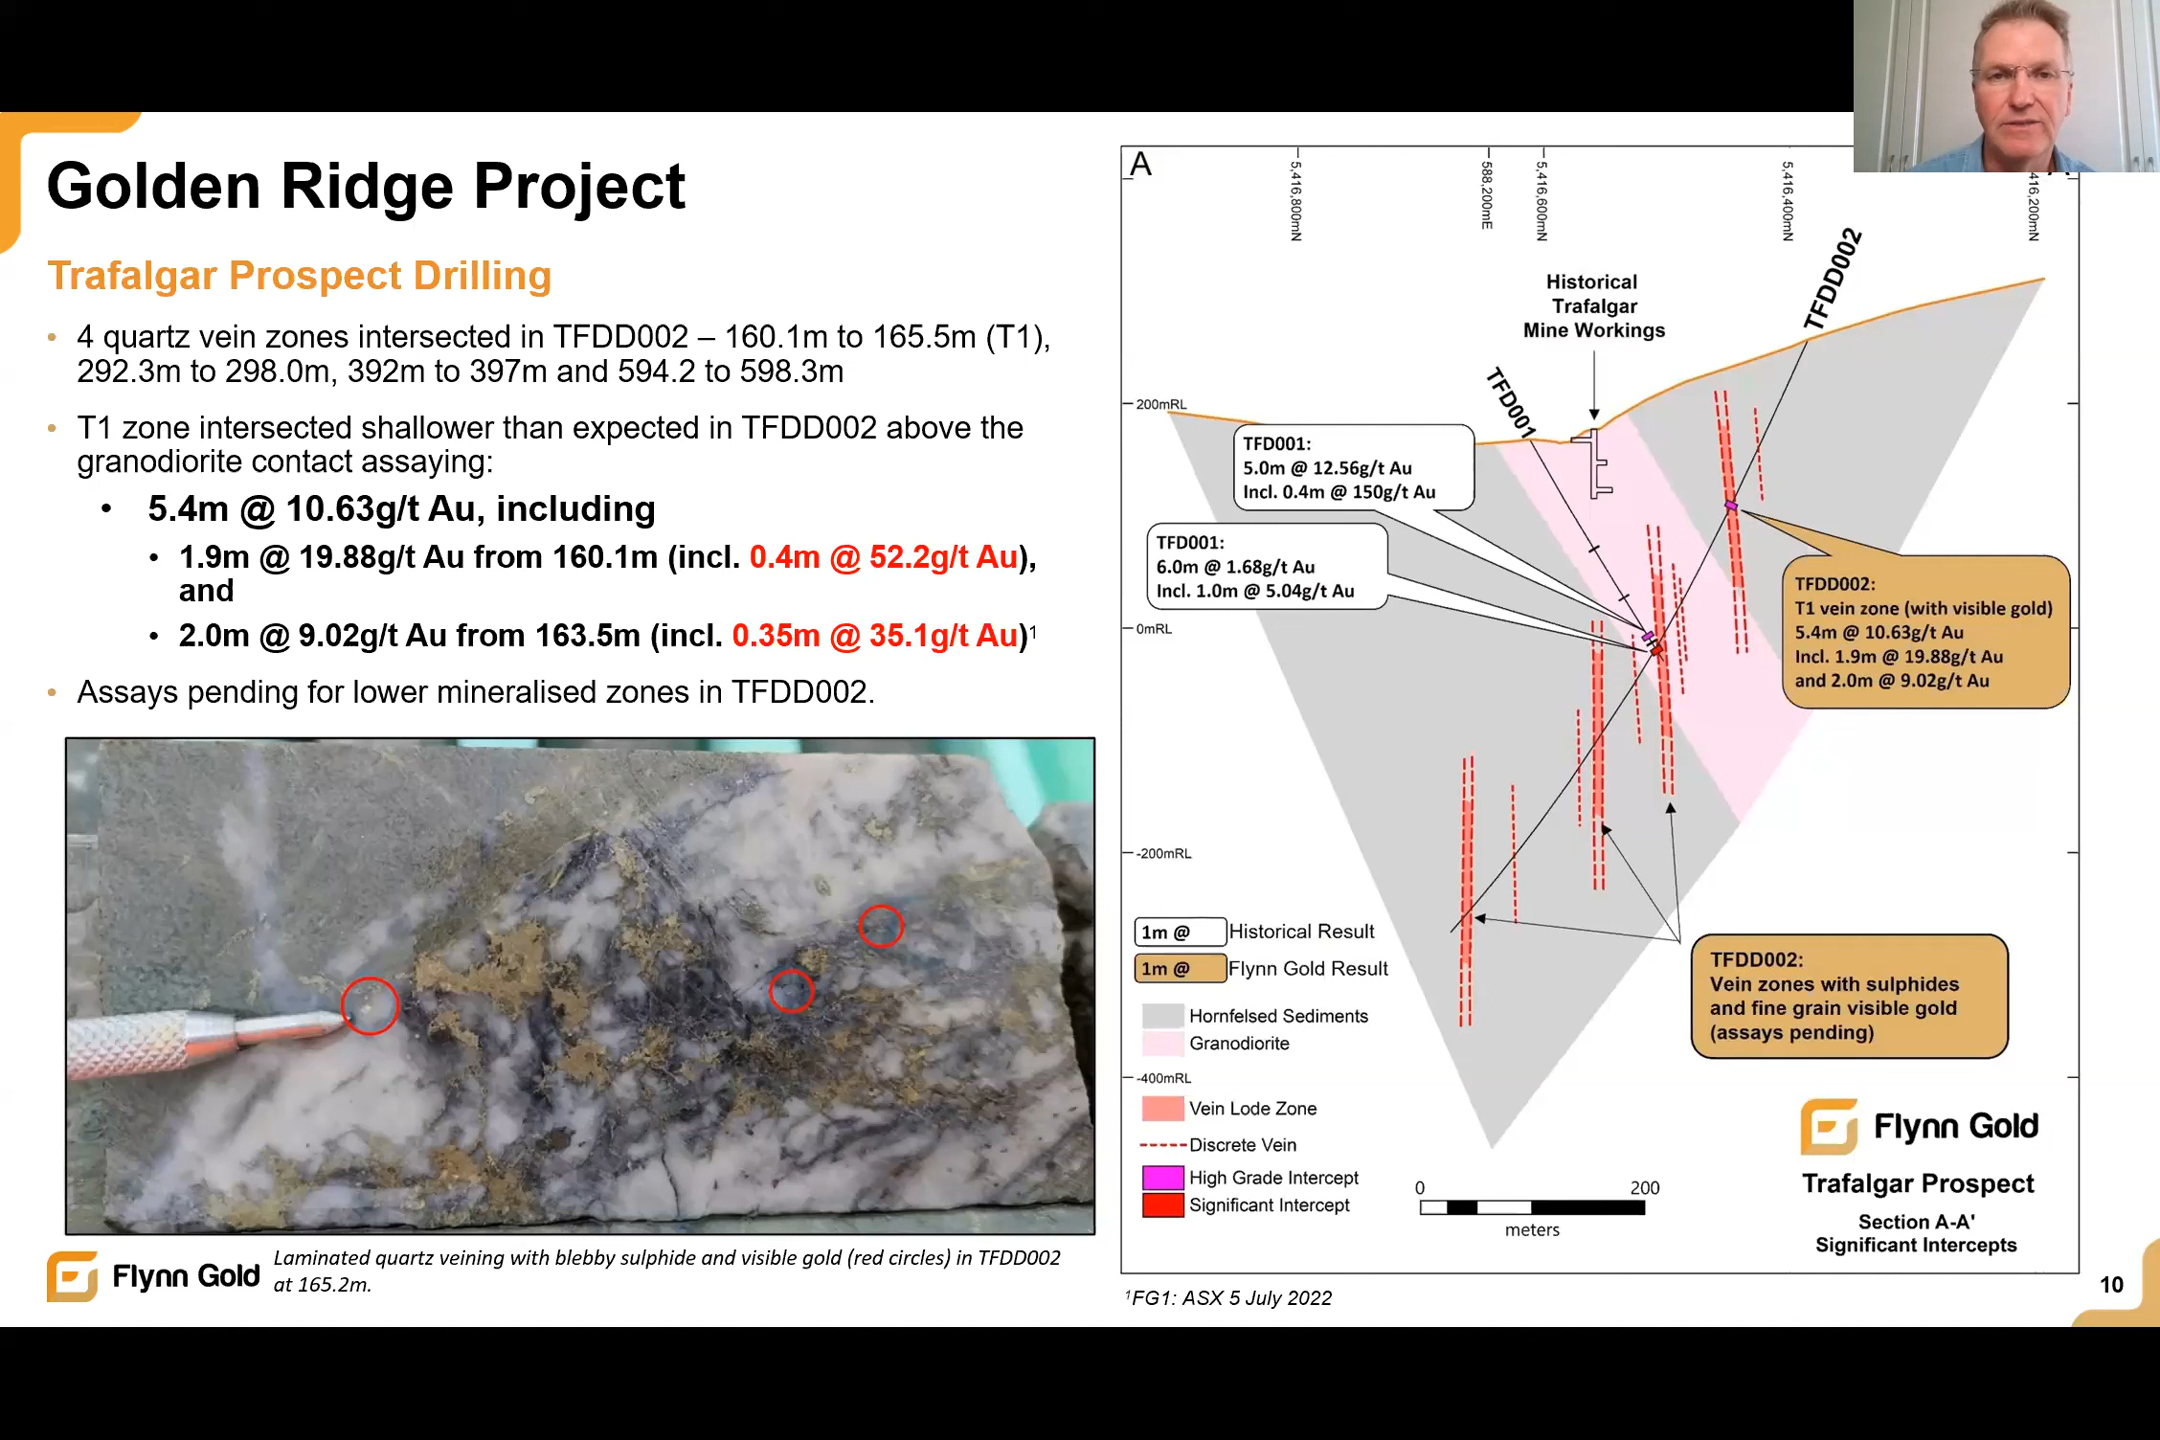 Golden Ridge Project
Trafalgar Prospect Drilling
• 4 quartz vein zones intersected in TFDD002 – 160.1m to 165.5m (T1),
292.3m to 298.0m, 392m to 397m and 594.2 to 598.3m
• T1 zone intersected shallower than expected in TFDD002 above the
granodiorite contact assaying:
• 5.4m @ 10.63g/t Au, including
• 1.9m @ 19.88g/t Au from 160.1m (incl. 0.4m @ 52.2g/t Au),
and
• 2.0m @ 9.02g/t Au from 163.5m (incl. 0.35m @ 35.1g/t Au)¹
• Assays pending for lower mineralised zones in TFDD002.
Flynn Gold
Laminated quartz veining with blebby sulphide and visible gold (red circles) in TFDD002
at 165.2m.
A
5,416,800mN
588,200mE
5,416,600mN
5,416,400mN
416,200mN
Historical
Trafalgar
Mine Workings
TFD001
TFDD002
200mRL
0mRL
-200mRL
-400mRL
TFD001:
5.0m @ 12.56g/t Au
Incl. 0.4m @ 150g/t Au
TFD001:
6.0m @ 1.68g/t Au
Incl. 1.0m @ 5.04g/t Au
TFDD002:
T1 vein zone (with visible gold)
5.4m @ 10.63g/t Au
Incl. 1.9m @ 19.88g/t Au
and 2.0m @ 9.02g/t Au
TFDD002:
Vein zones with sulphides
and fine grain visible gold
(assays pending)
1m @ Historical Result
1m @ Flynn Gold Result
Hornfelsed Sediments
Granodiorite
Vein Lode Zone
Discrete Vein
High Grade Intercept
Significant Intercept
0 200
meters
Flynn Gold
Trafalgar Prospect
Section A-A'
Significant Intercepts
¹FG1: ASX 5 July 2022
10